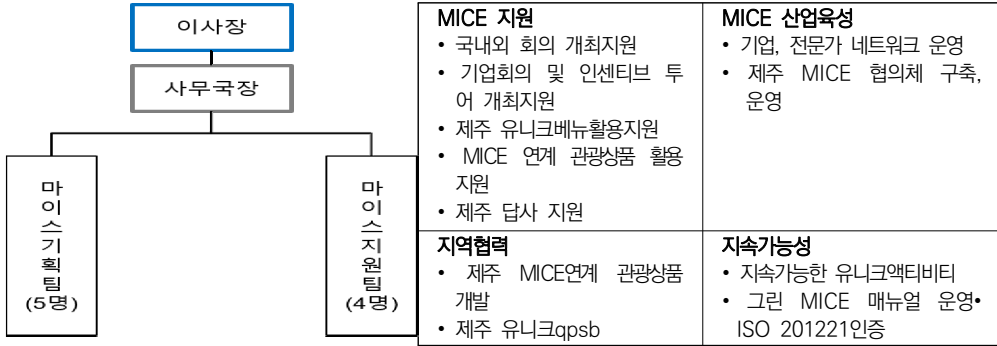 이사장
사무국장
마이스기획팀
(5명)
마이스지원팀
(4명)
MICE 지원
• 국내외 회의 개최지원
• 기업회의 및 인센티브 투
어 개최지원
• 제주 유니크베뉴활용지원
• MICE 연계 관광상품 활용
지원
• 제주 답사 지원
MICE 산업육성
• 기업, 전문가 네트워크 운영
• 제주 MICE 협의체 구축,
운영
지역협력
• 제주 MICE연계 관광상품
개발
• 제주 유니크qpsb
지속가능성
• 지속가능한 유니크액티비티
• 그린 MICE 매뉴얼 운영•
ISO 201221인증